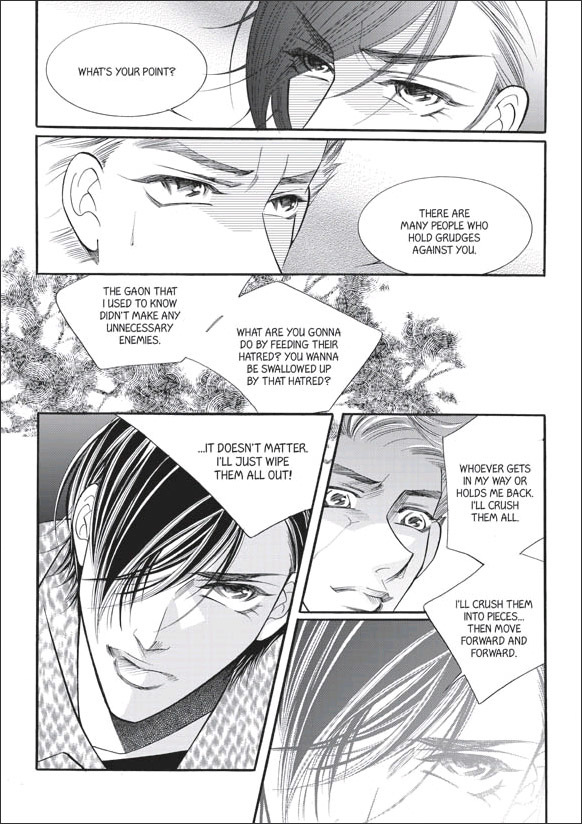 WHAT'S YOUR POINT?
THERE ARE
MANY PEOPLE WHO
HOLD GRUDGES
AGAINST YOU.
THE GAON THAT
I USED TO KNOW
DIDN'T MAKE ANY
UNNECESSARY
ENEMIES.
WHAT ARE YOU GONNA
DO BY FEEDING THEIR
HATRED? YOU WANNA
BE SWALLOWED UP
BY THAT HATRED?
...IT DOESN'T MATTER.
I'LL JUST WIPE
THEM ALL OUT!
WHOEVER GETS
IN MY WAY OR
HOLDS ME BACK.
I'LL CRUSH
THEM ALL.
I'LL CRUSH THEM
INTO PIECES...
THEN MOVE
FORWARD AND
FORWARD.